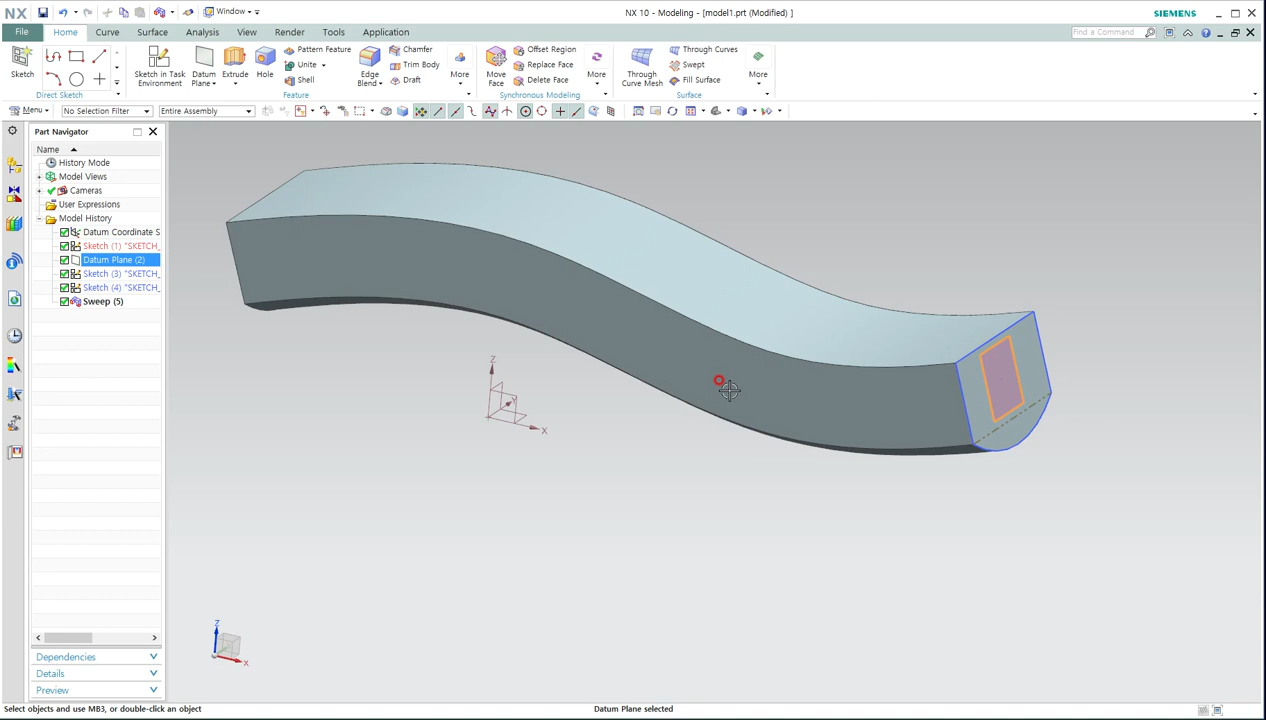 NX
Window
NX 10 - Modeling - [model1.prt (Modified) ]
SIEMENS
File
Home
Curve
Surface
Analysis
View
Render
Tools
Application
Find a Command
Sketch
Direct Sketch
Sketch in Task Environment
Datum Plane
Extrude
Hole
Pattern Feature
Unite
Shell
Edge Blend
Chamfer
Trim Body
Draft
More
Feature
Move Face
Offset Region
Replace Face
Delete Face
More
Synchronous Modeling
Through Curve Mesh
Through Curves
Swept
Fill Surface
More
Surface
Menu
No Selection Filter
Entire Assembly
Part Navigator
Name
History Mode
Model Views
Cameras
User Expressions
Model History
Datum Coordinate S
Sketch (1) "SKETCH_
Datum Plane (2)
Sketch (3) "SKETCH_
Sketch (4) "SKETCH_
Sweep (5)
Z
Y
X
Z
X
Dependencies
Details
Preview
Select objects and use MB3, or double-click an object
Datum Plane selected